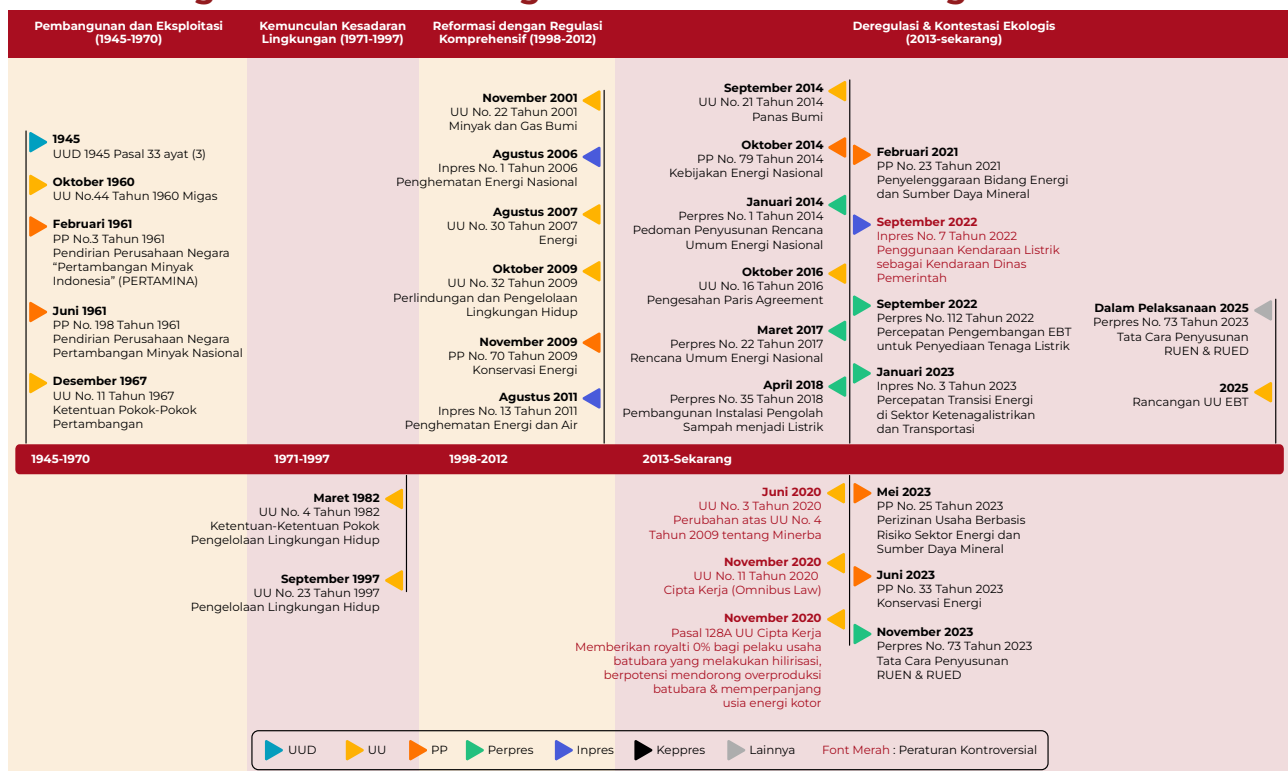 Pembangunan dan Eksploitasi
(1945-1970)
Kemunculan Kesadaran
Lingkungan (1971-1997)
Reformasi dengan Regulasi
Komprehensif (1998-2012)
Deregulasi & Kontestasi Ekologis
(2013-sekarang)
1945
UUD 1945 Pasal 33 ayat (3)
Oktober 1960
UU No.44 Tahun 1960 Migas
Februari 1961
PP No.3 Tahun 1961
Pendirian Perusahaan Negara
“Pertambangan Minyak
Indonesia” (PERTAMINA)
Juni 1961
PP No. 198 Tahun 1961
Pendirian Perusahaan Negara
Pertambangan Minyak Nasional
Desember 1967
UU No. 11 Tahun 1967
Ketentuan Pokok-Pokok
Pertambangan
November 2001
UU No. 22 Tahun 2001
Minyak dan Gas Bumi
Agustus 2006
Inpres No. 1 Tahun 2006
Penghematan Energi Nasional
Agustus 2007
UU No. 30 Tahun 2007
Energi
Oktober 2009
UU No. 32 Tahun 2009
Perlindungan dan Pengelolaan
Lingkungan Hidup
November 2009
PP No. 70 Tahun 2009
Konservasi Energi
Agustus 2011
Inpres No. 13 Tahun 2011
Penghematan Energi dan Air
September 2014
UU No. 21 Tahun 2014
Panas Bumi
Oktober 2014
PP No. 79 Tahun 2014
Kebijakan Energi Nasional
Januari 2014
Perpres No. 1 Tahun 2014
Pedoman Penyusunan Rencana
Umum Energi Nasional
Oktober 2016
UU No. 16 Tahun 2016
Pengesahan Paris Agreement
Maret 2017
Perpres No. 22 Tahun 2017
Rencana Umum Energi Nasional
April 2018
Perpres No. 35 Tahun 2018
Pembangunan Instalasi Pengolah
Sampah menjadi Listrik
Februari 2021
PP No. 23 Tahun 2021
Penyelenggaraan Bidang Energi
dan Sumber Daya Mineral
September 2022
Inpres No. 7 Tahun 2022
Penggunaan Kendaraan Listrik
sebagai Kendaraan Dinas
Pemerintah
September 2022
Perpres No. 112 Tahun 2022
Percepatan Pengembangan EBT
untuk Penyediaan Tenaga Listrik
Januari 2023
Inpres No. 3 Tahun 2023
Percepatan Transisi Energi
di Sektor Ketenagalistrikan
dan Transportasi
Dalam Pelaksanaan 2025
Perpres No. 73 Tahun 2023
Tata Cara Penyusunan
RUEN & RUED
2025
Rancangan UU EBT
1945-1970
1971-1997
1998-2012
2013-Sekarang
Maret 1982
UU No. 4 Tahun 1982
Ketentuan-Ketentuan Pokok
Pengelolaan Lingkungan Hidup
September 1997
UU No. 23 Tahun 1997
Pengelolaan Lingkungan Hidup
Juni 2020
UU No. 3 Tahun 2020
Perubahan atas UU No. 4
Tahun 2009 tentang Minerba
November 2020
UU No. 11 Tahun 2020
Cipta Kerja (Omnibus Law)
November 2020
Pasal 128A UU Cipta Kerja
Memberikan royalti 0% bagi pelaku usaha
batubara yang melakukan hilirisasi,
berpotensi mendorong overproduksi
batubara & memperpanjang
usia energi kotor
Mei 2023
PP No. 25 Tahun 2023
Perizinan Usaha Berbasis
Risiko Sektor Energi dan
Sumber Daya Mineral
Juni 2023
PP No. 33 Tahun 2023
Konservasi Energi
November 2023
Perpres No. 73 Tahun 2023
Tata Cara Penyusunan
RUEN & RUED
UUD UU PP Perpres Inpres Keppres Lainnya Font Merah : Peraturan Kontroversial